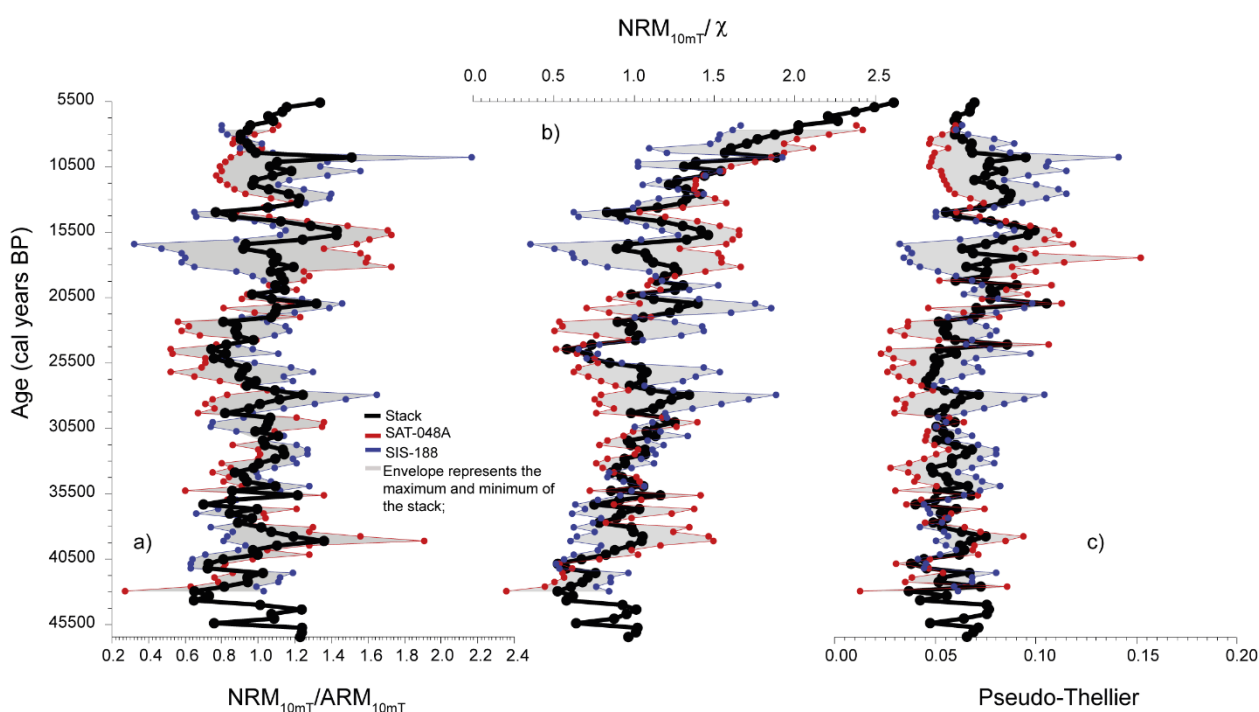 NRM10mT/ χ
0.0 0.5 1.0 1.5 2.0 2.5
5500
10500
15500
20500
25500
30500
35500
40500
45500
Age (cal years BP)
b)
Stack
SAT-048A
SIS-188
Envelope represents the
maximum and minimum of
the stack;
a)
c)
0.2 0.4 0.6 0.8 1.0 1.2 1.4 1.6 1.8 2.0 2.2 2.4
0.00 0.05 0.10 0.15 0.20
NRM10mT/ARM10mT
Pseudo-Thellier